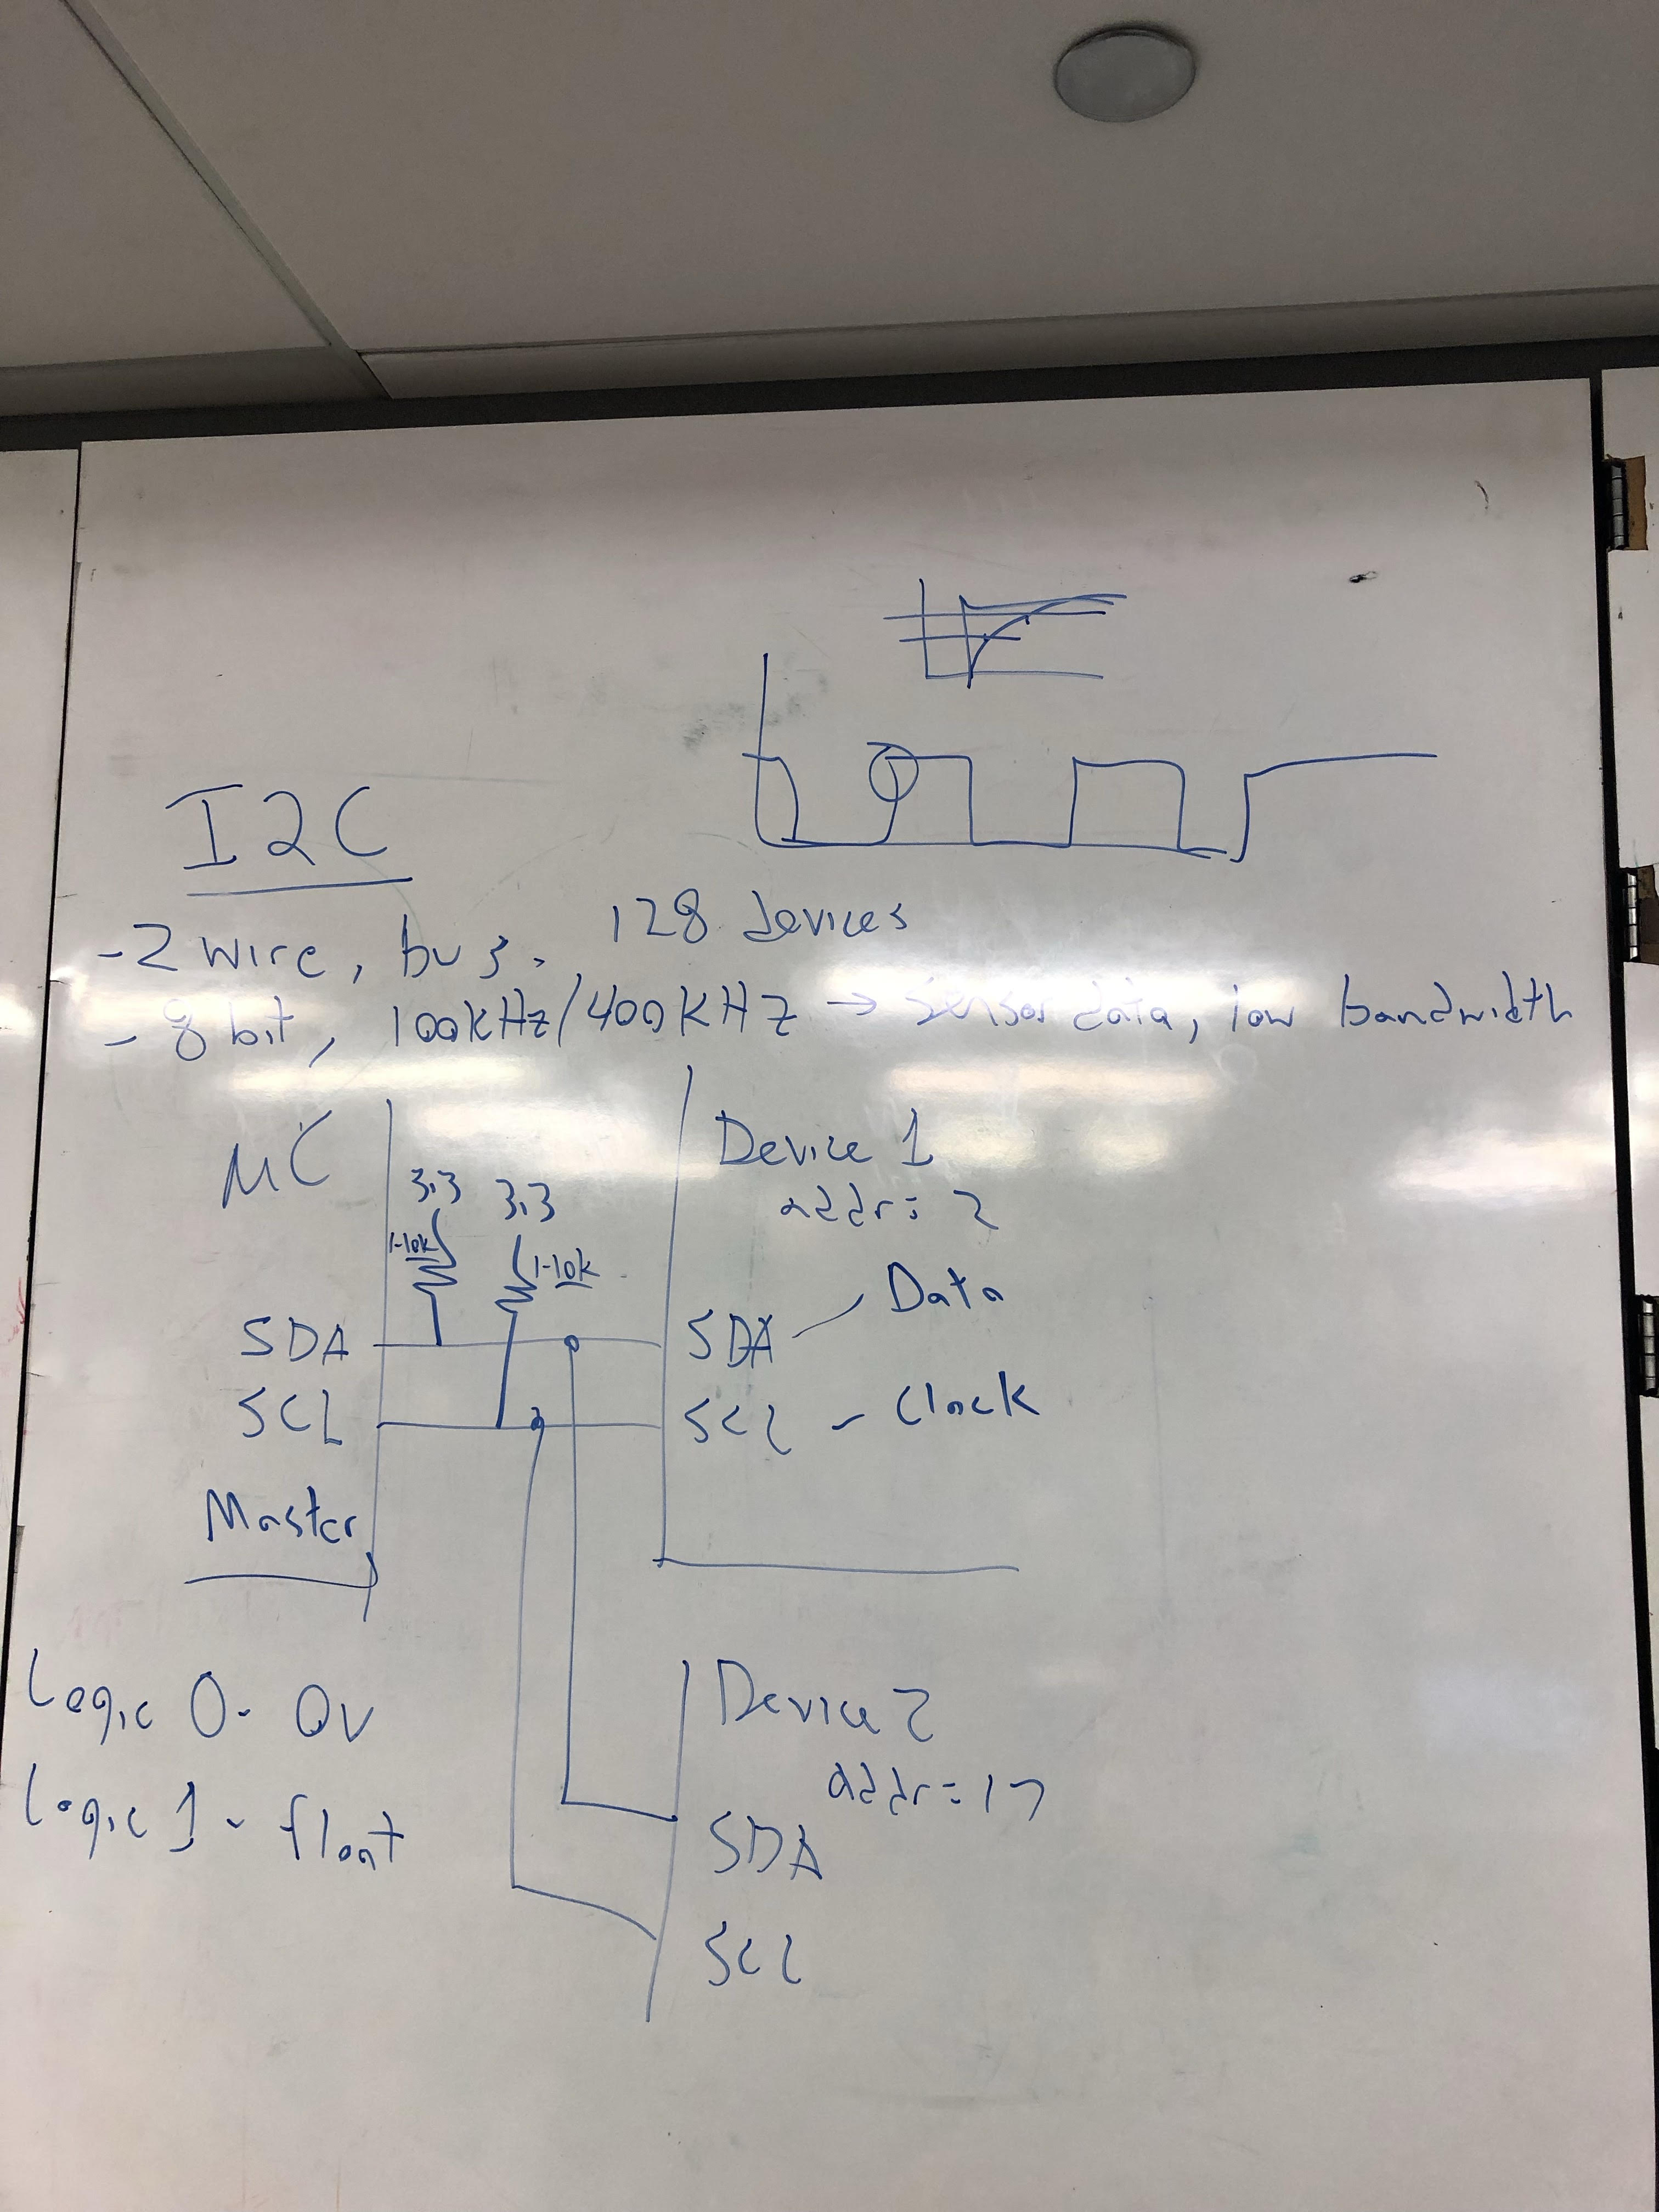 I2C
-2 wire, bus. 128 devices
- 8 bit, 100kHz/400kHz → sensor data, low bandwidth
μC
3.3
3.3
1-10k
1-10k
SDA
SCL
Master
Device 1
addr: 2
SDA - Data
SCL - Clock
Logic 0- 0v
Logic 1- float
Device 2
addr = 17
SDA
SCL